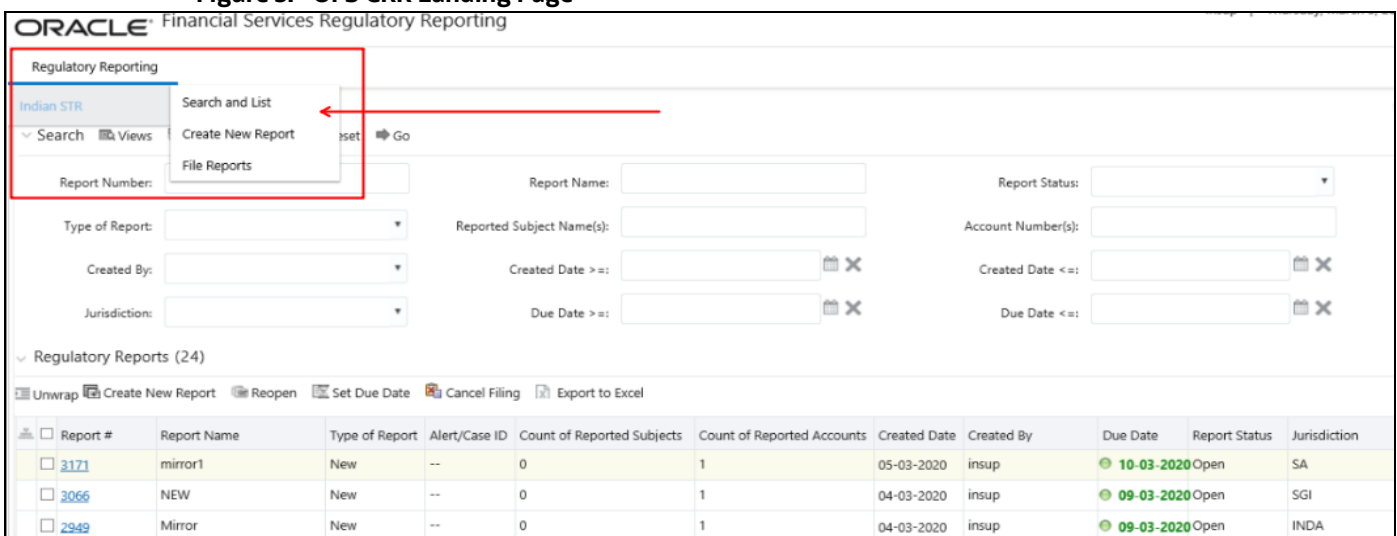 ORACLE Financial Services Regulatory Reporting
Regulatory Reporting
Indian STR
Search and List
Create New Report
File Reports
Search Views Go
Report Number: Report Name: Report Status:
Type of Report: Reported Subject Name(s): Account Number(s):
Created By: Created Date >=: Created Date <=:
Jurisdiction: Due Date >=: Due Date <=:
Regulatory Reports (24)
Unwrap Create New Report Reopen Set Due Date Cancel Filing Export to Excel
Report # Report Name Type of Report Alert/Case ID Count of Reported Subjects Count of Reported Accounts Created Date Created By Due Date Report Status Jurisdiction
3171 mirror1 New -- 0 1 05-03-2020 insup 10-03-2020 Open SA
3066 NEW New -- 0 1 04-03-2020 insup 09-03-2020 Open SGI
2949 Mirror New -- 0 1 04-03-2020 insup 09-03-2020 Open INDA